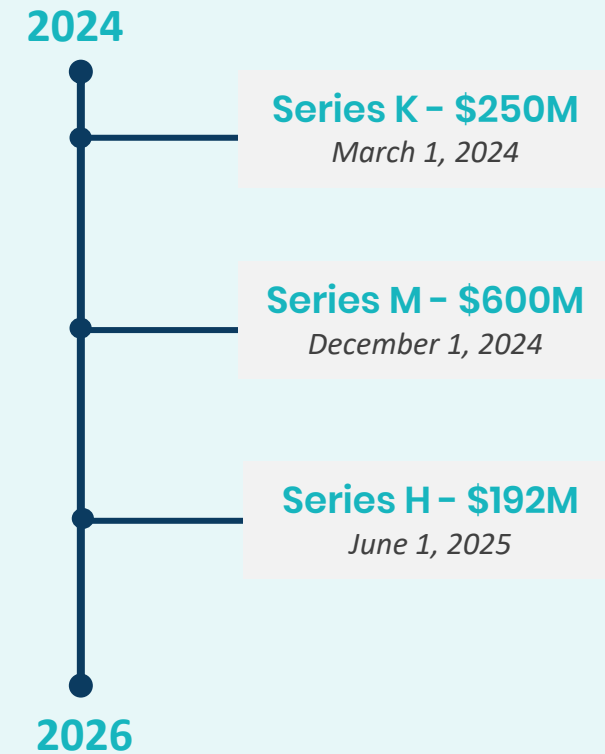 2024
Series K – $250M
March 1, 2024
Series M – $600M
December 1, 2024
Series H – $192M
June 1, 2025
2026